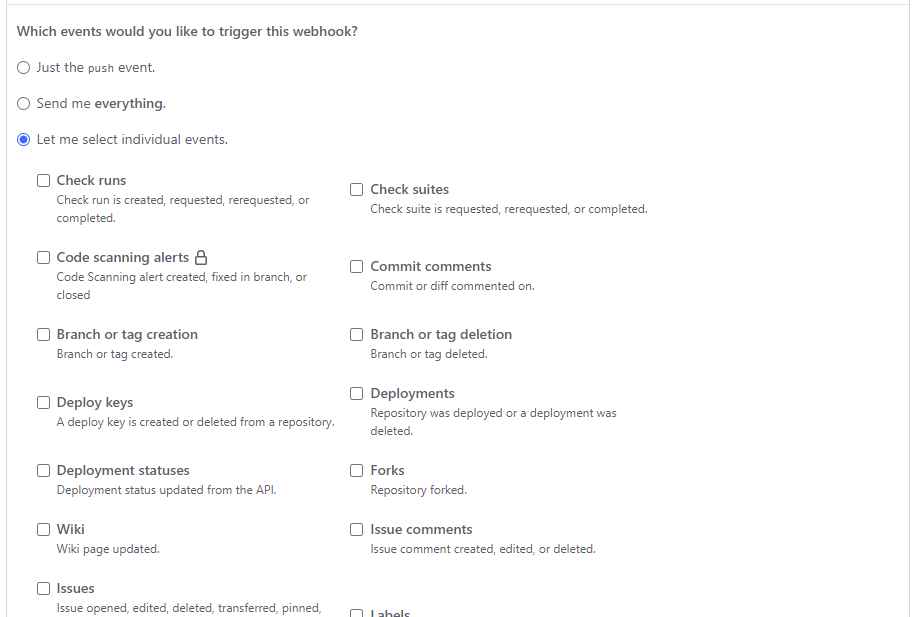 Which events would you like to trigger this webhook?
Just the push event.
Send me everything.
Let me select individual events.
Check runs
Check run is created, requested, rerequested, or
completed.
Check suites
Check suite is requested, rerequested, or completed.
Code scanning alerts
Code Scanning alert created, fixed in branch, or
closed
Commit comments
Commit or diff commented on.
Branch or tag creation
Branch or tag created.
Branch or tag deletion
Branch or tag deleted.
Deploy keys
A deploy key is created or deleted from a repository.
Deployments
Repository was deployed or a deployment was
deleted.
Deployment statuses
Deployment status updated from the API.
Forks
Repository forked.
Wiki
Wiki page updated.
Issue comments
Issue comment created, edited, or deleted.
Issues
Issue opened, edited, deleted, transferred, pinned,
Labels